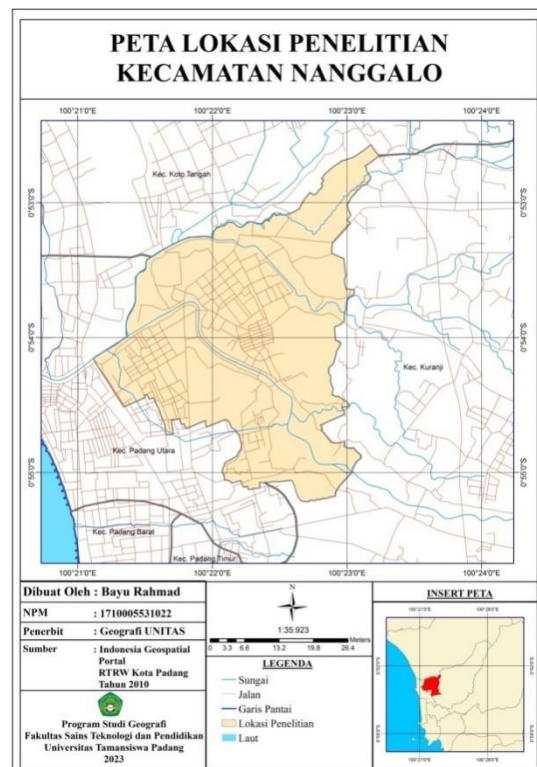 PETA LOKASI PENELITIAN
KECAMATAN NANGGALO
100°21'0"E 100°22'0"E 100°23'0"E 100°24'0"E
Kec. Koto Tangah
0°53'0"S 0°53'0"S
0°54'0"S 0°54'0"S
Kec. Kuranji
Kec. Padang Utara
0°55'0"S 0°55'0"S
Kec. Padang Barat
Kec. Padang Timur
100°21'0"E 100°22'0"E 100°23'0"E 100°24'0"E
Dibuat Oleh : Bayu Rahmad
NPM : 1710005531022
Penerbit : Geografi UNITAS
Sumber : Indonesia Geospasial
Portal
RTRW Kota Padang
Tahun 2010
Program Studi Geografi
Fakultas Sains Teknologi dan Pendidikan
Universitas Tamansiswa Padang
2023
N
1:35.923
Meters
0 3.3 6.6 13.2 19.8 26.4
LEGENDA
Sungai
Jalan
Garis Pantai
Lokasi Penelitian
Laut
INSERT PETA